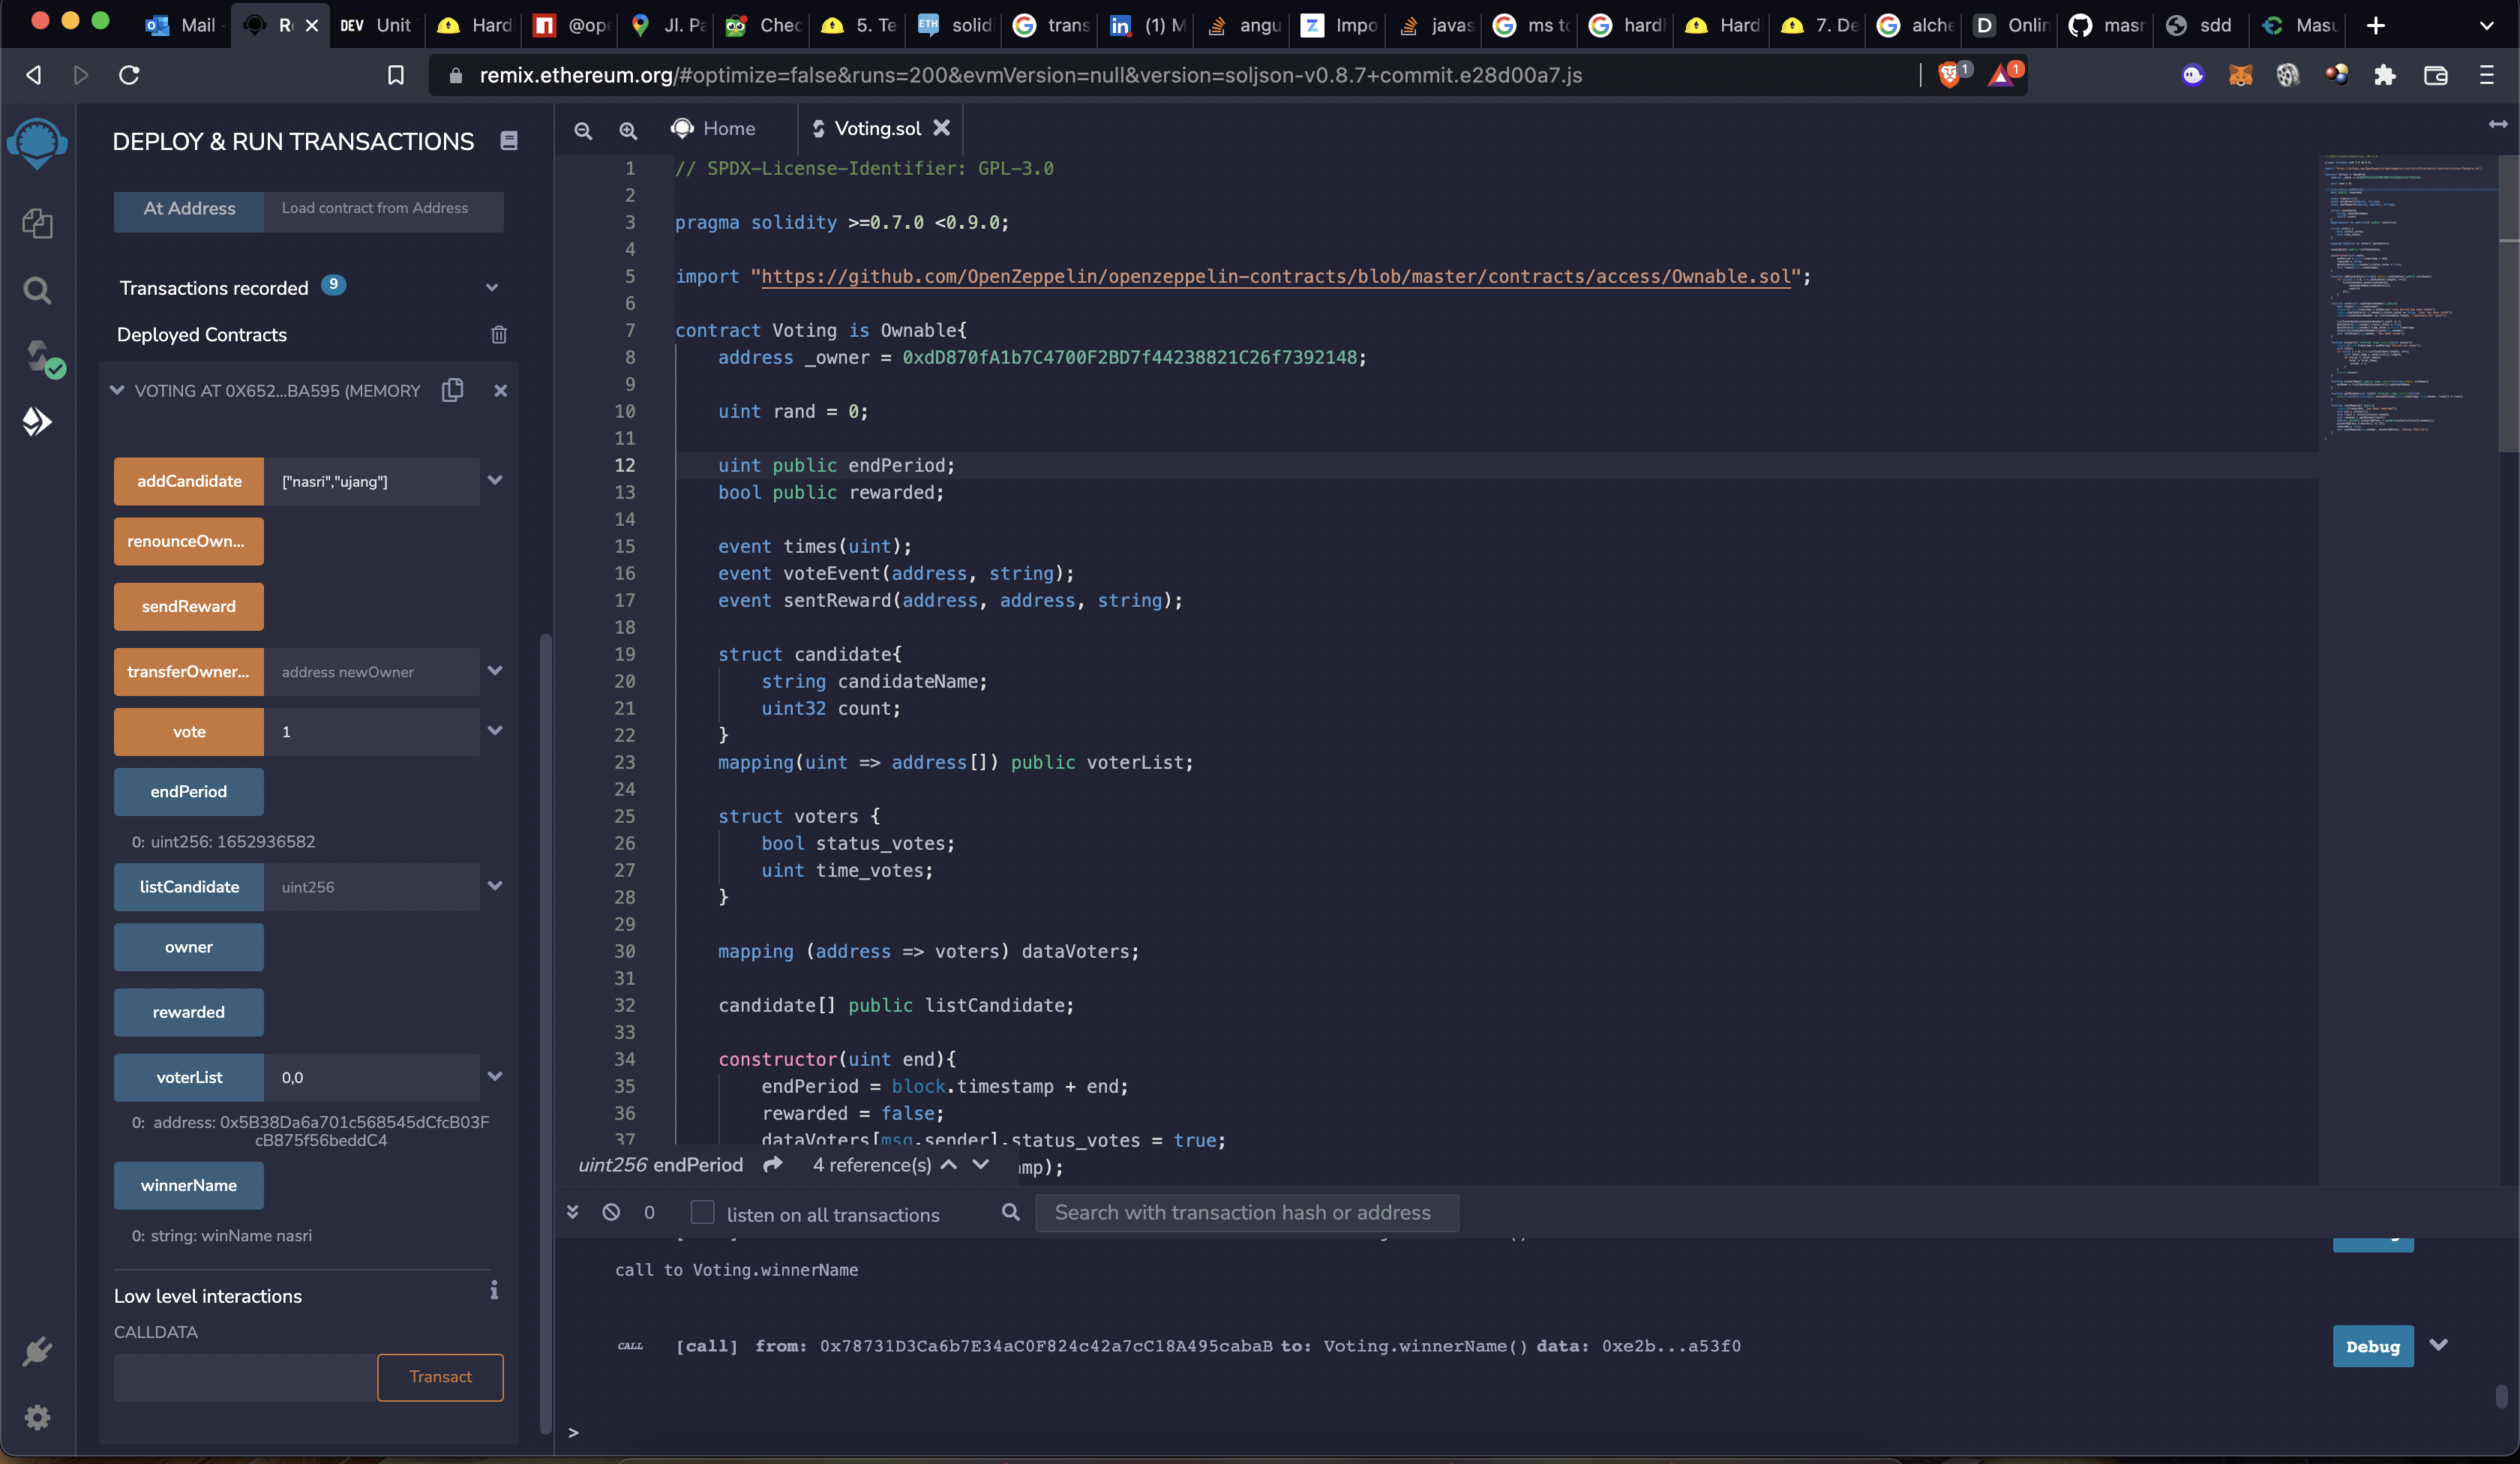 Mail
R
DEV Unit
Hard
@ope
Jl. Pa
Chec
5. Te
ETH solid
trans
(1) M
angu
Impo
javas
ms to
hardl
Hard
7. De
alche
Onlin
masr
sdd
Masu
remix.ethereum.org/#optimize=false&runs=200&evmVersion=null&version=soljson-v0.8.7+commit.e28d00a7.js
1
1
DEPLOY & RUN TRANSACTIONS
At Address Load contract from Address
Transactions recorded 9
Deployed Contracts
VOTING AT 0X652...BA595 (MEMORY
addCandidate ["nasri","ujang"]
renounceOwn...
sendReward
transferOwner... address newOwner
vote 1
endPeriod
0: uint256: 1652936582
listCandidate uint256
owner
rewarded
voterList 0,0
0: address: 0x5B38Da6a701c568545dCfcB03F
cB875f56beddC4
winnerName
0: string: winName nasri
Low level interactions
CALLDATA
Transact
Home Voting.sol
1 // SPDX-License-Identifier: GPL-3.0
2
3 pragma solidity >=0.7.0 <0.9.0;
4
5 import "https://github.com/OpenZeppelin/openzeppelin-contracts/blob/master/contracts/access/Ownable.sol";
6
7 contract Voting is Ownable{
8 address _owner = 0xdD870fA1b7C4700F2BD7f44238821C26f7392148;
9
10 uint rand = 0;
11
12 uint public endPeriod;
13 bool public rewarded;
14
15 event times(uint);
16 event voteEvent(address, string);
17 event sentReward(address, address, string);
18
19 struct candidate{
20 string candidateName;
21 uint32 count;
22 }
23 mapping(uint => address[]) public voterList;
24
25 struct voters {
26 bool status_votes;
27 uint time_votes;
28 }
29
30 mapping (address => voters) dataVoters;
31
32 candidate[] public listCandidate;
33
34 constructor(uint end){
35 endPeriod = block.timestamp + end;
36 rewarded = false;
37 dataVoters[msg.sender].status_votes = true;
uint256 endPeriod 4 reference(s) mp);
0 listen on all transactions Search with transaction hash or address
call to Voting.winnerName
CALL [call] from: 0x78731D3Ca6b7E34aC0F824c42a7cC18A495cabaB to: Voting.winnerName() data: 0xe2b...a53f0 Debug
>